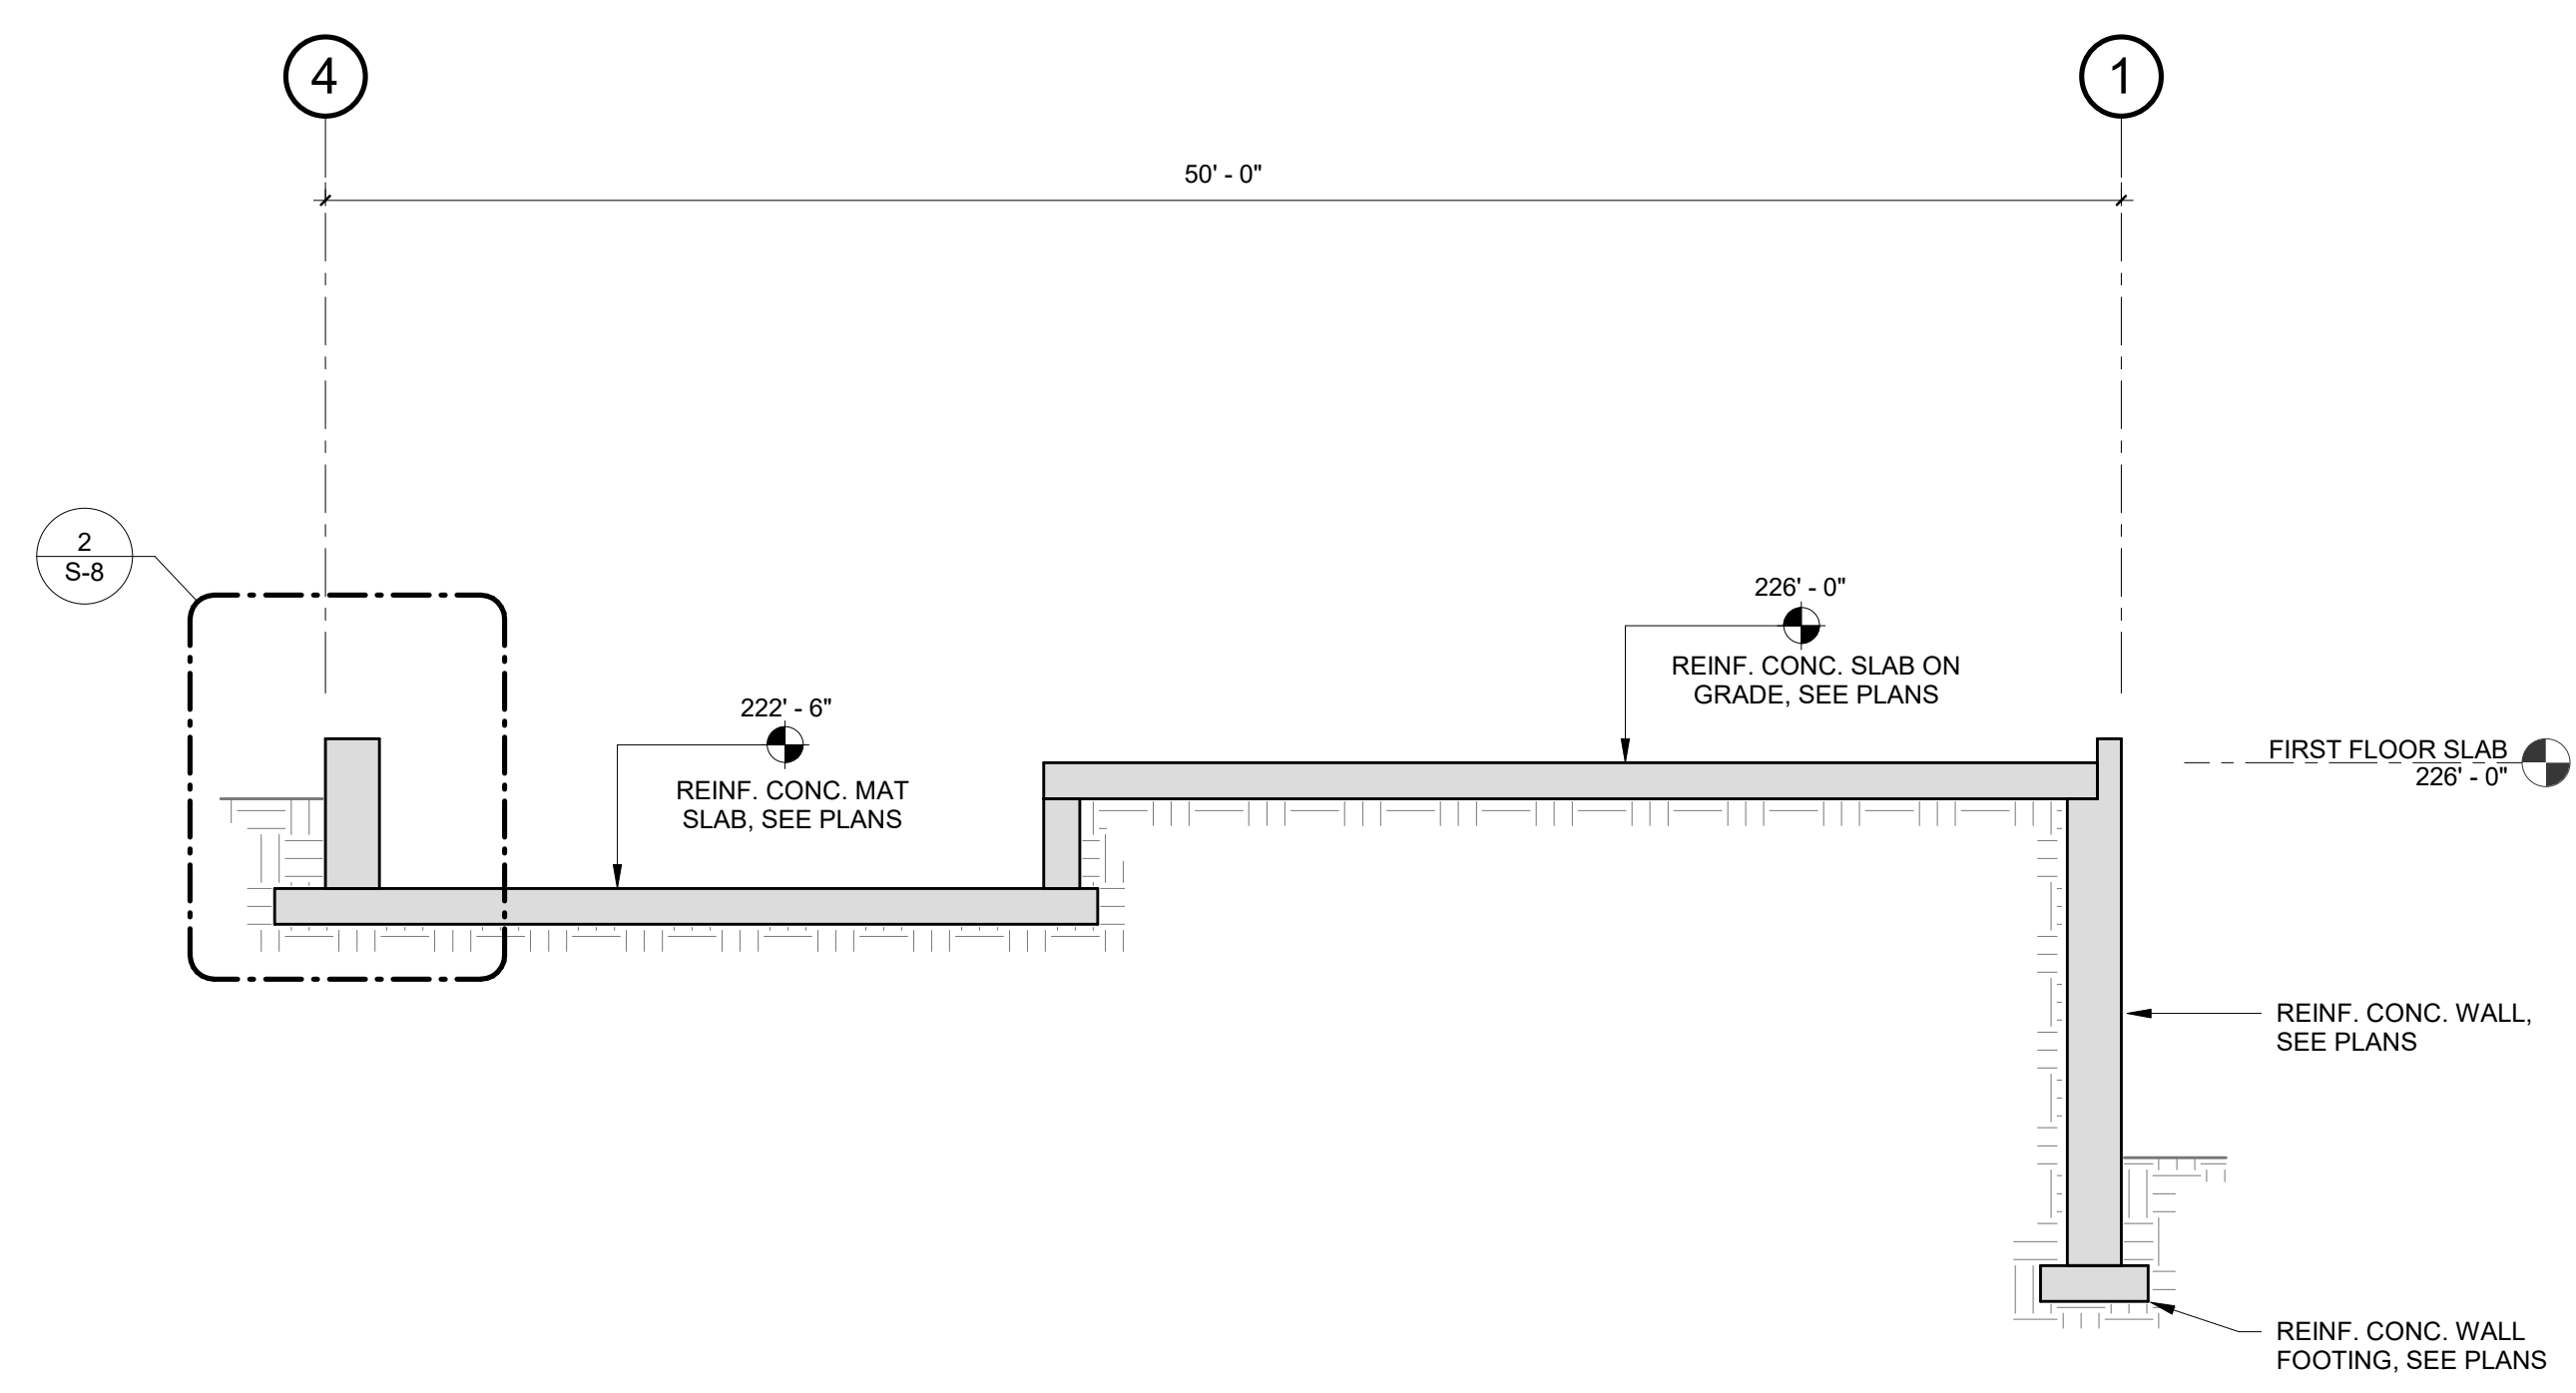 4
1
50' - 0"
2
S-8
226' - 0"
REINF. CONC. SLAB ON
GRADE, SEE PLANS
222' - 6"
REINF. CONC. MAT
SLAB, SEE PLANS
FIRST FLOOR SLAB
226' - 0"
REINF. CONC. WALL,
SEE PLANS
REINF. CONC. WALL
FOOTING, SEE PLANS